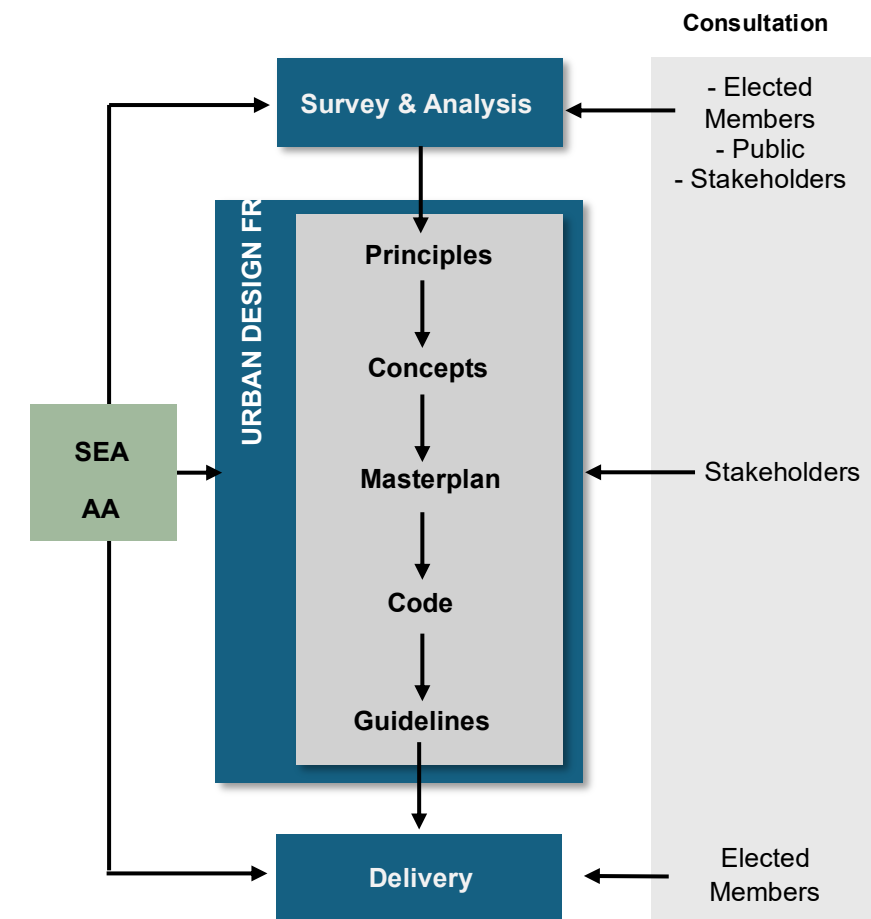 Consultation
Survey & Analysis
- Elected
Members
- Public
- Stakeholders
URBAN DESIGN FR
Principles
Concepts
Masterplan
Code
Guidelines
SEA
AA
Stakeholders
Delivery
Elected
Members